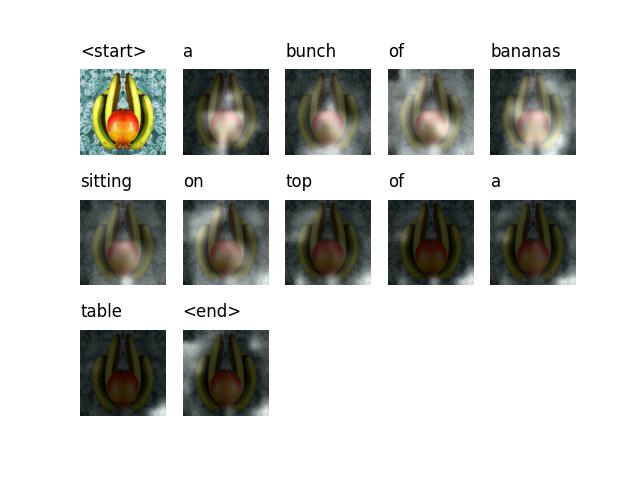 <start> a bunch of bananas
sitting on top of a
table <end>